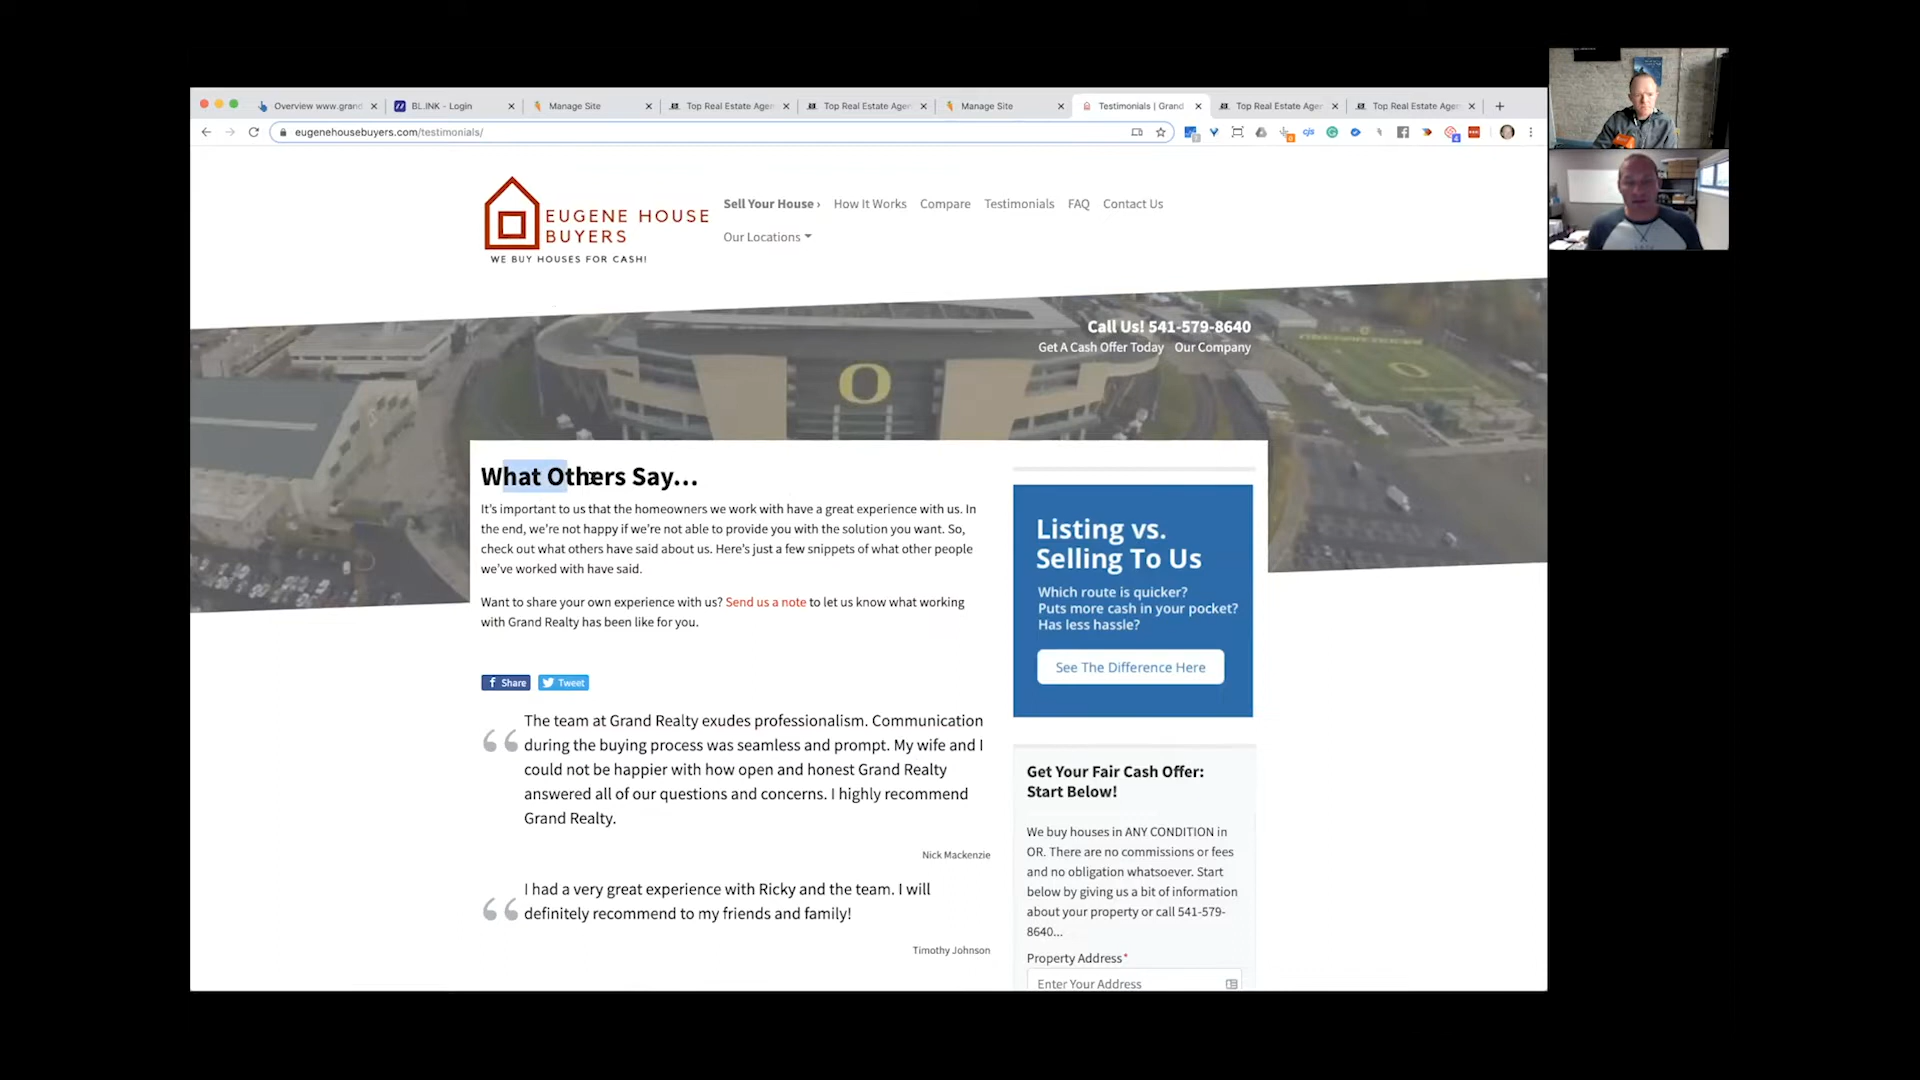 Overview www.grand
BL.INK - Login
Manage Site
Top Real Estate Agen
Top Real Estate Agen
Manage Site
Testimonials | Grand
Top Real Estate Agen
Top Real Estate Agen
eugenehousebuyers.com/testimonials/
EUGENE HOUSE
BUYERS
WE BUY HOUSES FOR CASH!
Sell Your House ›
How It Works
Compare
Testimonials
FAQ
Contact Us
Our Locations
Call Us! 541-579-8640
Get A Cash Offer Today Our Company
O
O
What Others Say...
It's important to us that the homeowners we work with have a great experience with us. In
the end, we're not happy if we're not able to provide you with the solution you want. So,
check out what others have said about us. Here's just a few snippets of what other people
we've worked with have said.
Want to share your own experience with us? Send us a note to let us know what working
with Grand Realty has been like for you.
Share
Tweet
“ The team at Grand Realty exudes professionalism. Communication
during the buying process was seamless and prompt. My wife and I
could not be happier with how open and honest Grand Realty
answered all of our questions and concerns. I highly recommend
Grand Realty.
Nick Mackenzie
“ I had a very great experience with Ricky and the team. I will
definitely recommend to my friends and family!
Timothy Johnson
Listing vs.
Selling To Us
Which route is quicker?
Puts more cash in your pocket?
Has less hassle?
See The Difference Here
Get Your Fair Cash Offer:
Start Below!
We buy houses in ANY CONDITION in
OR. There are no commissions or fees
and no obligation whatsoever. Start
below by giving us a bit of information
about your property or call 541-579-
8640...
Property Address*
Enter Your Address